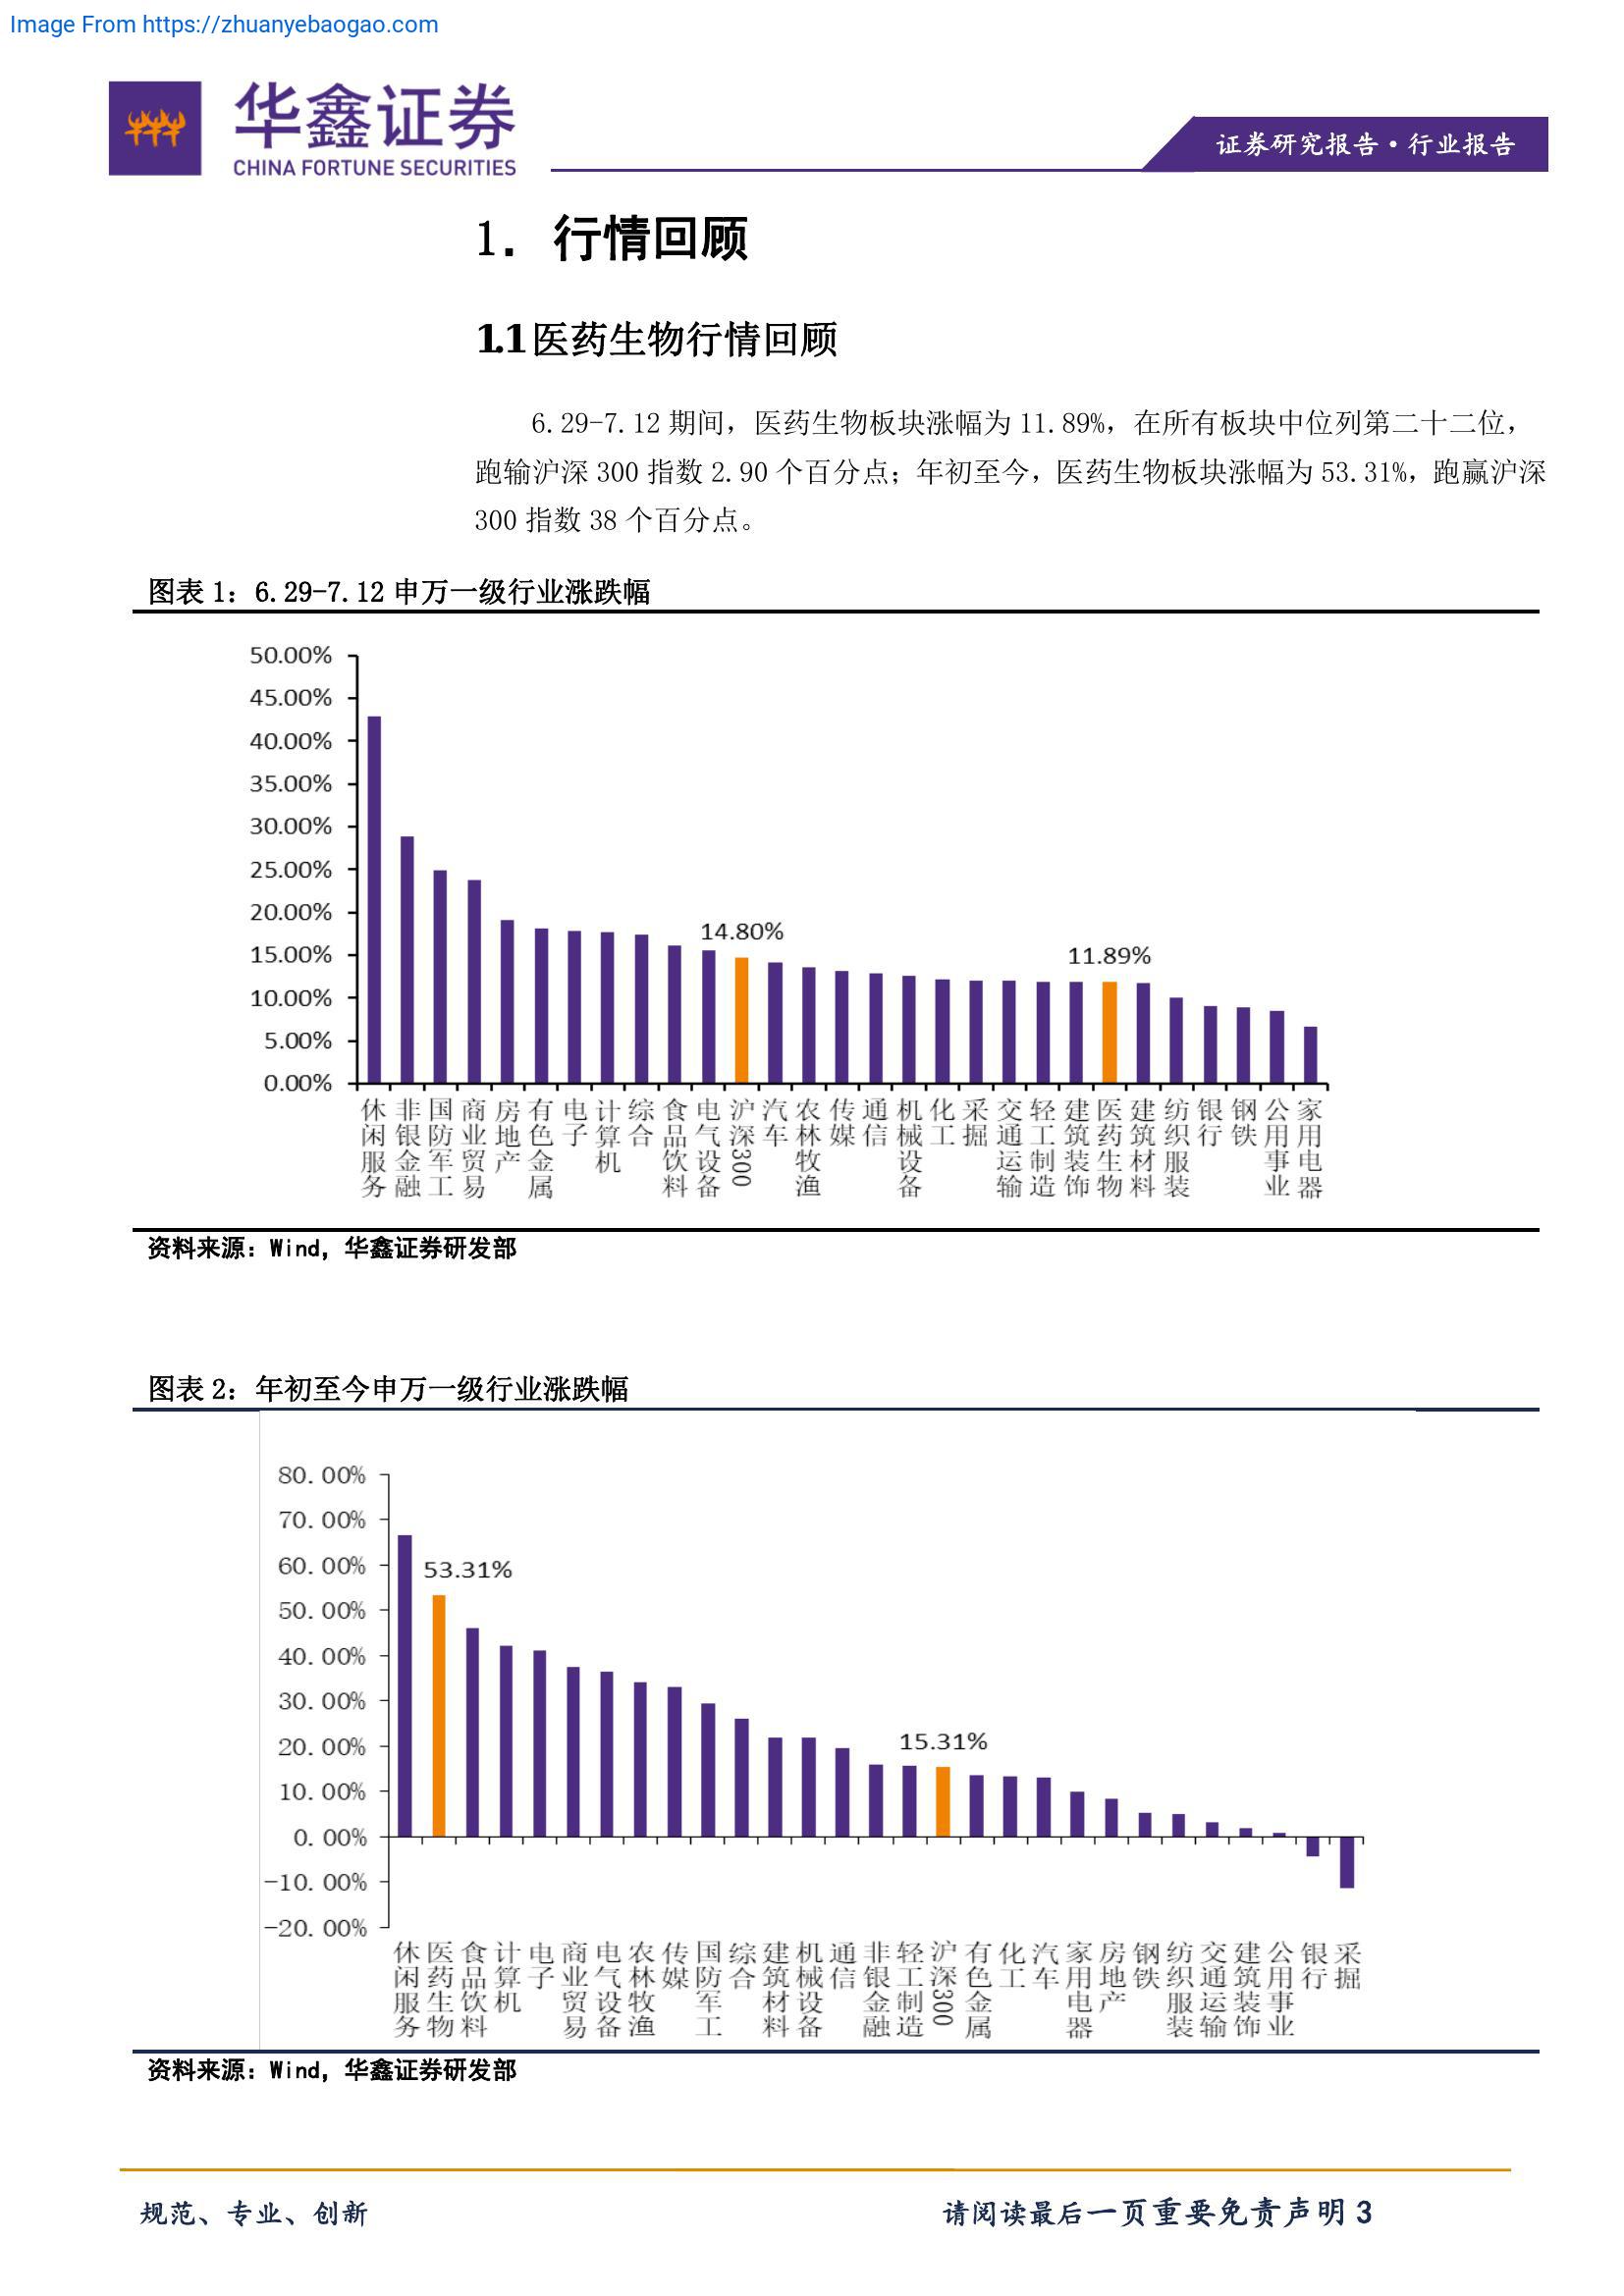 Image From https://zhuanyebaogao.com
华鑫证券
CHINA FORTUNE SECURITIES
证券研究报告·行业报告
1. 行情回顾
1.1医药生物行情回顾
6.29-7.12 期间，医药生物板块涨幅为 11.89%，在所有板块中位列第二十二位，
跑输沪深 300 指数 2.90 个百分点；年初至今，医药生物板块涨幅为 53.31%，跑赢沪深
300 指数 38 个百分点。
图表 1：6.29-7.12 申万一级行业涨跌幅
50.00%
45.00%
40.00%
35.00%
30.00%
25.00%
20.00%
15.00%
10.00%
5.00%
0.00%
14.80%
11.89%
休闲服务
非银金融
国防军工
商业贸易
房地产
有色金属
电子
计算机
综合
食品饮料
电气设备
沪深300
汽车
农林牧渔
传媒
通信
机械设备
化工
采掘
交通运输
轻工制造
建筑装饰
医药生物
建筑材料
纺织服装
银行
钢铁
公用事业
家用电器
资料来源：Wind，华鑫证券研发部
图表 2：年初至今申万一级行业涨跌幅
80.00%
70.00%
60.00%
50.00%
40.00%
30.00%
20.00%
10.00%
0.00%
-10.00%
-20.00%
53.31%
15.31%
休闲服务
医药生物
食品饮料
计算机
电子
商业贸易
电气设备
农林牧渔
传媒
国防军工
综合
建筑材料
机械设备
通信
非银金融
轻工制造
沪深300
有色金属
化工
汽车
家用电器
房地产
钢铁
纺织服装
交通运输
建筑装饰
公用事业
银行
采掘
资料来源：Wind，华鑫证券研发部
规范、专业、创新
请阅读最后一页重要免责声明 3